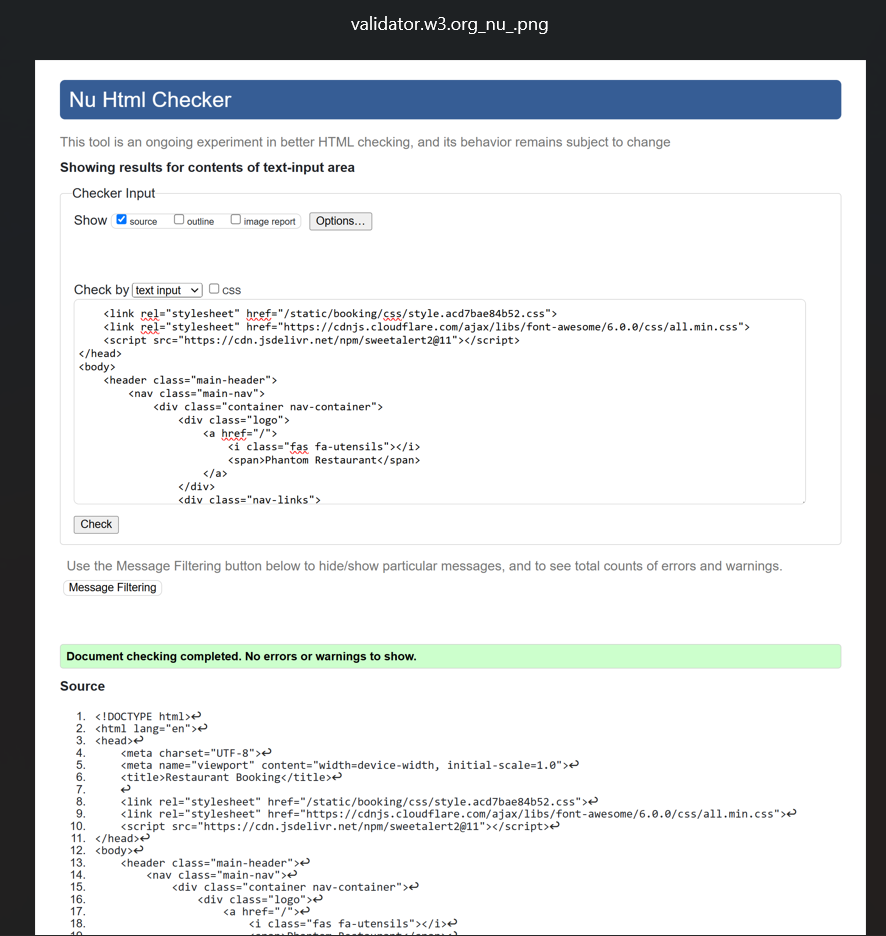 validator.w3.org_nu_.png
Nu Html Checker
This tool is an ongoing experiment in better HTML checking, and its behavior remains subject to change
Showing results for contents of text-input area
Checker Input
Show source outline image report Options...
Check by text input css
<link rel="stylesheet" href="/static/booking/css/style.acd7bae84b52.css">
<link rel="stylesheet" href="https://cdnjs.cloudflare.com/ajax/libs/font-awesome/6.0.0/css/all.min.css">
<script src="https://cdn.jsdelivr.net/npm/sweetalert2@11"></script>
</head>
<body>
<header class="main-header">
<nav class="main-nav">
<div class="container nav-container">
<div class="logo">
<a href="/">
<i class="fas fa-utensils"></i>
<span>Phantom Restaurant</span>
</a>
</div>
<div class="nav-links">
Check
Use the Message Filtering button below to hide/show particular messages, and to see total counts of errors and warnings.
Message Filtering
Document checking completed. No errors or warnings to show.
Source
1. <!DOCTYPE html>↩
2. <html lang="en">↩
3. <head>↩
4. <meta charset="UTF-8">↩
5. <meta name="viewport" content="width=device-width, initial-scale=1.0">↩
6. <title>Restaurant Booking</title>↩
7. ↩
8. <link rel="stylesheet" href="/static/booking/css/style.acd7bae84b52.css">↩
9. <link rel="stylesheet" href="https://cdnjs.cloudflare.com/ajax/libs/font-awesome/6.0.0/css/all.min.css">↩
10. <script src="https://cdn.jsdelivr.net/npm/sweetalert2@11"></script>↩
11. </head>↩
12. <body>↩
13. <header class="main-header">↩
14. <nav class="main-nav">↩
15. <div class="container nav-container">↩
16. <div class="logo">↩
17. <a href="/">↩
18. <i class="fas fa-utensils"></i>↩